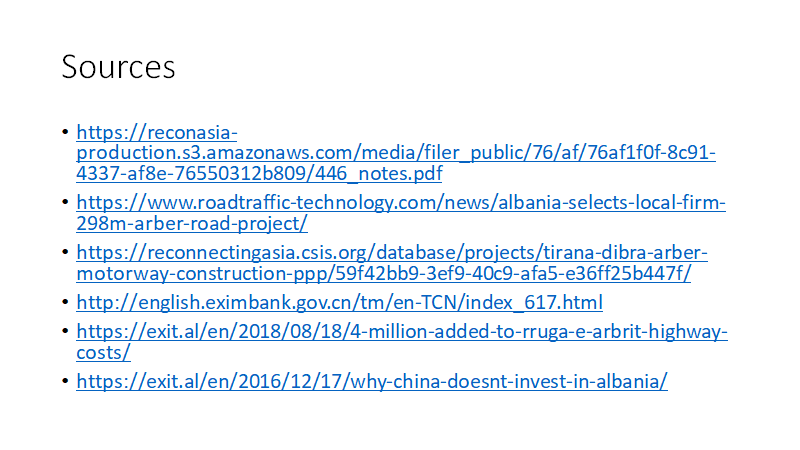 Sources
• https://reconasia-
production.s3.amazonaws.com/media/filer_public/76/af/76af1f0f-8c91-
4337-af8e-76550312b809/446_notes.pdf
• https://www.roadtraffic-technology.com/news/albania-selects-local-firm-
298m-arber-road-project/
• https://reconnectingasia.csis.org/database/projects/tirana-dibra-arber-
motorway-construction-ppp/59f42bb9-3ef9-40c9-afa5-e36ff25b447f/
• http://english.eximbank.gov.cn/tm/en-TCN/index_617.html
• https://exit.al/en/2018/08/18/4-million-added-to-rruga-e-arbrit-highway-
costs/
• https://exit.al/en/2016/12/17/why-china-doesnt-invest-in-albania/